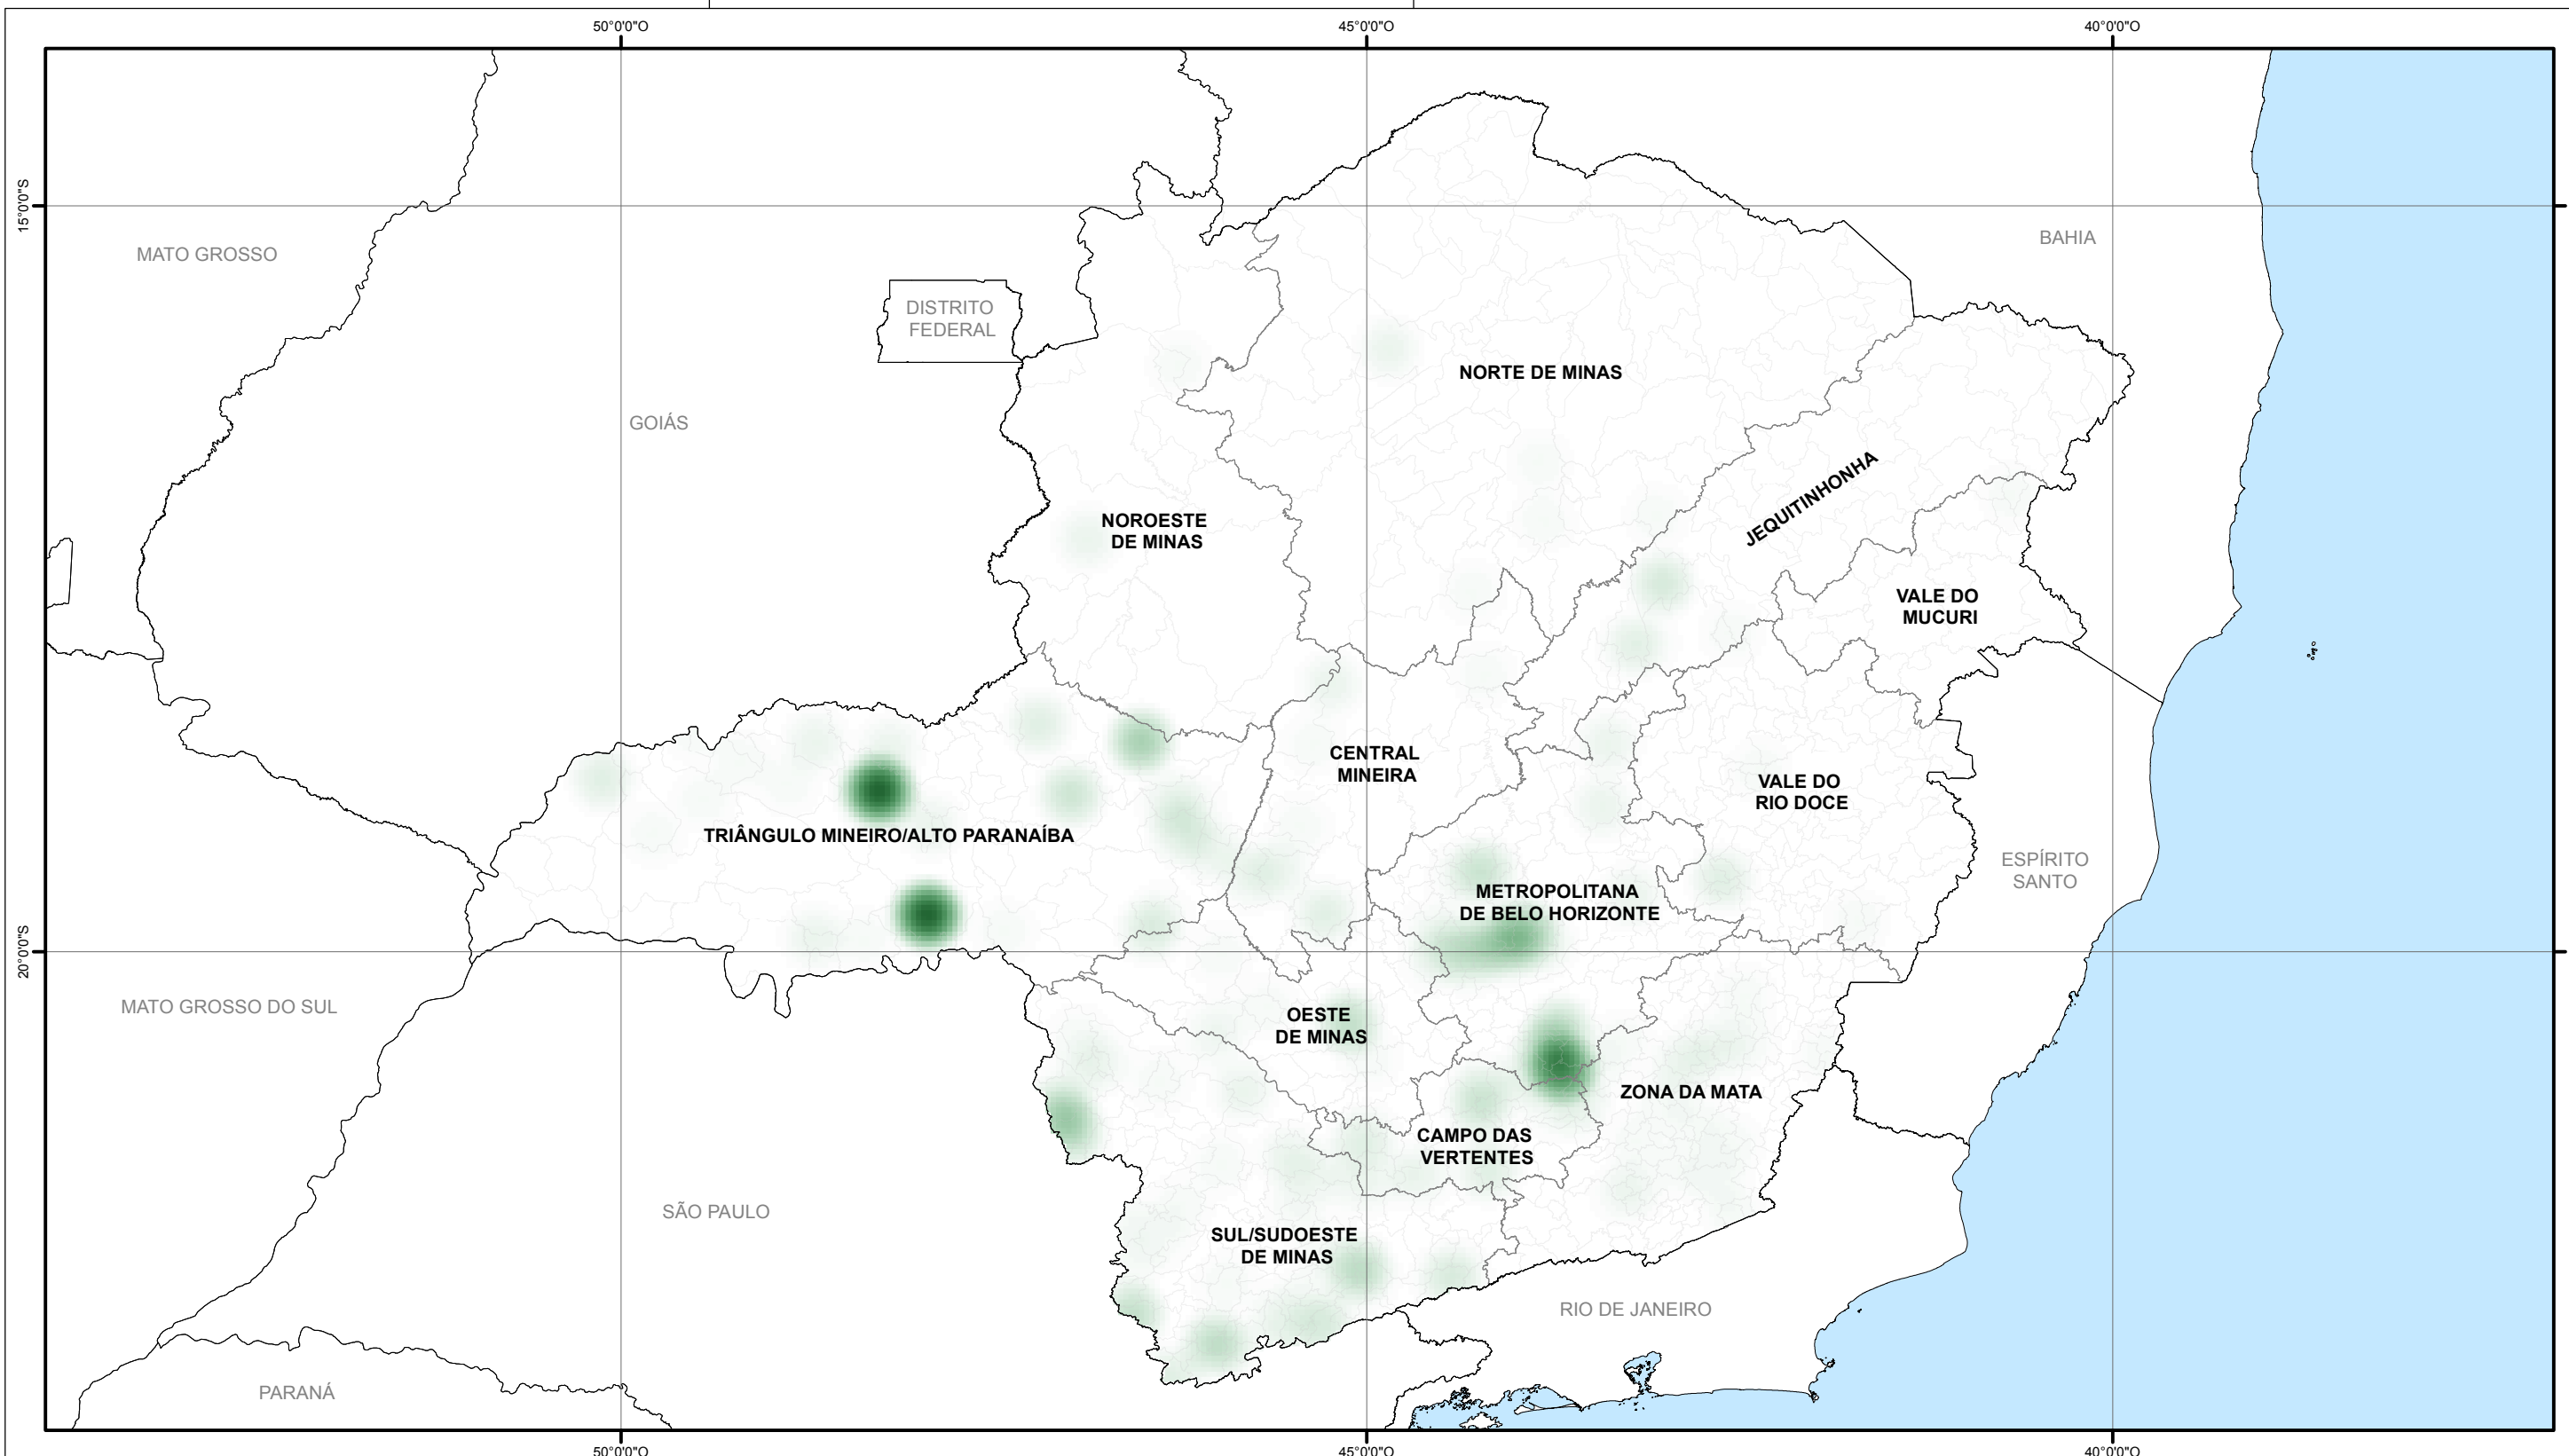 50°0'0"O
45°0'0"O
40°0'0"O
15°0'0"S
MATO GROSSO
BAHIA
DISTRITO
FEDERAL
NORTE DE MINAS
GOIÁS
JEQUITINHONHA
NOROESTE
DE MINAS
VALE DO
MUCURI
CENTRAL
MINEIRA
VALE DO
RIO DOCE
TRIÂNGULO MINEIRO/ALTO PARANAÍBA
ESPÍRITO
SANTO
METROPOLITANA
DE BELO HORIZONTE
20°0'0"S
MATO GROSSO DO SUL
OESTE
DE MINAS
ZONA DA MATA
CAMPO DAS
VERTENTES
SÃO PAULO
SUL/SUDOESTE
DE MINAS
RIO DE JANEIRO
PARANÁ
50°0'0"O
45°0'0"O
40°0'0"O